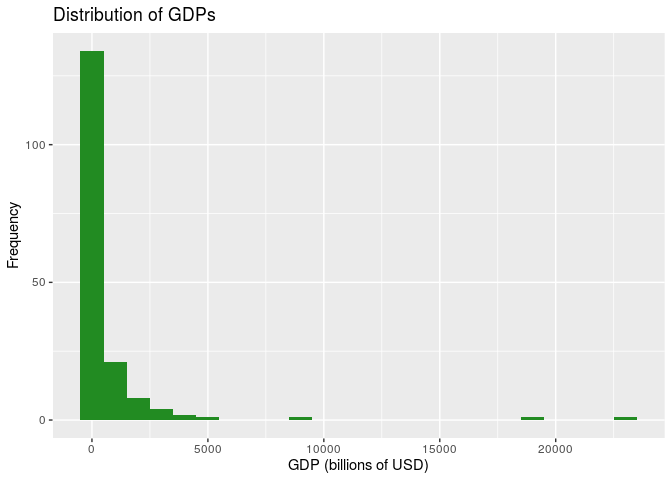 Distribution of GDPs
Frequency
100
50
0
0 5000 10000 15000 20000
GDP (billions of USD)